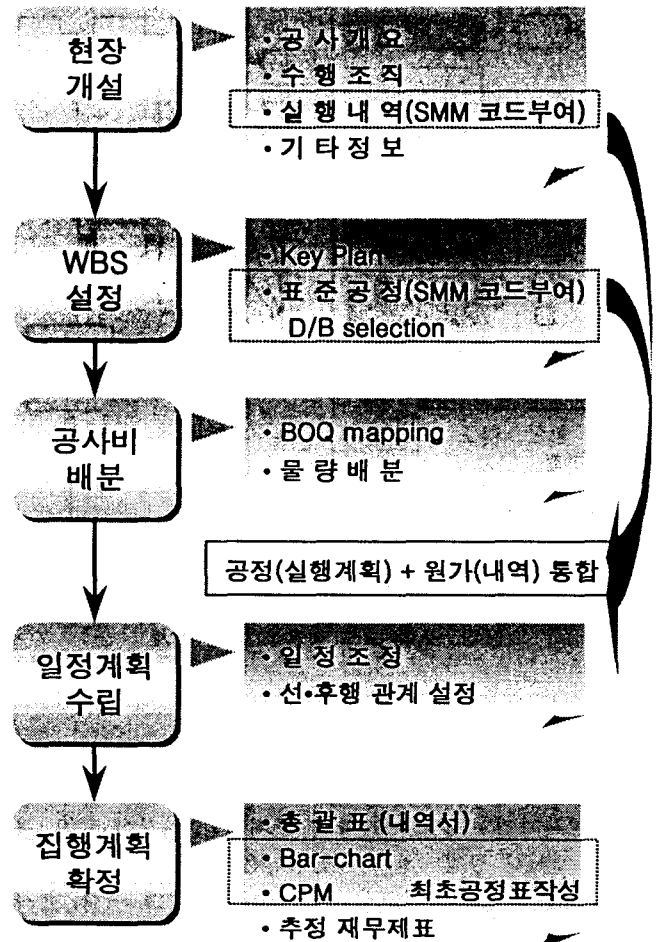 현장
개설
• 공 사 개 요
• 수 행 조 직
• 실 행 내 역(SMM 코드부여)
• 기 타 정 보
WBS
설정
• Key Plan
• 표 준 공 정(SMM 코드부여)
D/B selection
공사비
배분
• BOQ mapping
• 물 량 배 분
공정(실행계획) + 원가(내역) 통합
일정계획
수립
• 일 정 조 정
• 선•후행 관계 설정
집행계획
확정
• 총 괄 표 (내역서)
• Bar-chart
• CPM 최초공정표작성
• 추정 재무제표